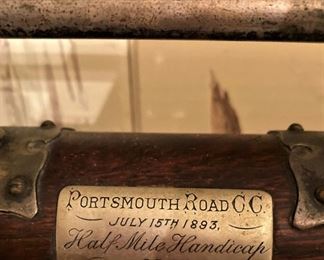 PORTSMOUTH ROAD C.C.
JULY 15TH 1893,
Half Mile Handicap